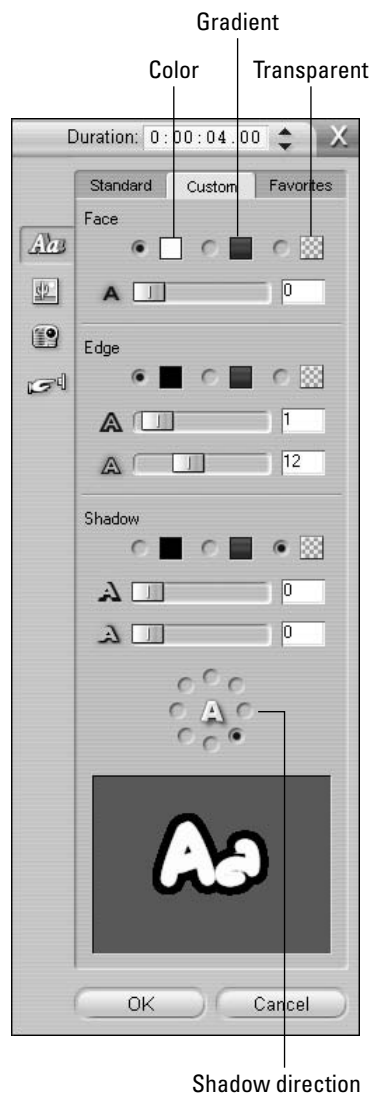 Gradient
Color Transparent
Duration: 0:00:04.00 X
Standard Custom Favorites
Aa
Face
A 0
Edge
A 1
A 12
Shadow
A 0
A 0
A
Aa
OK Cancel
Shadow direction